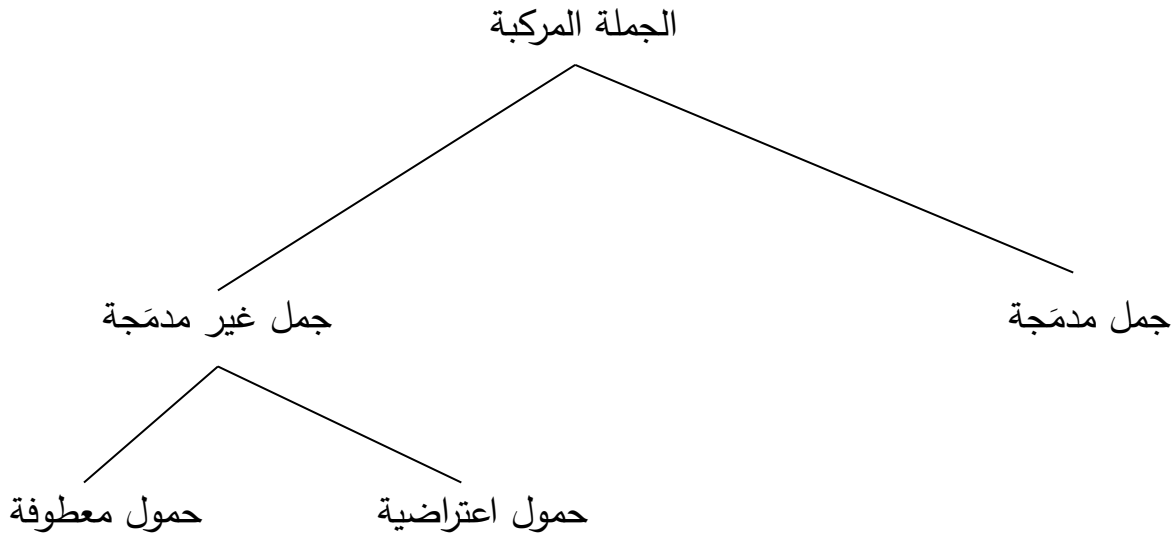 الجملة المركبة
جمل مدمَجة
جمل غير مدمَجة
حمول اعتراضية
حمول معطوفة